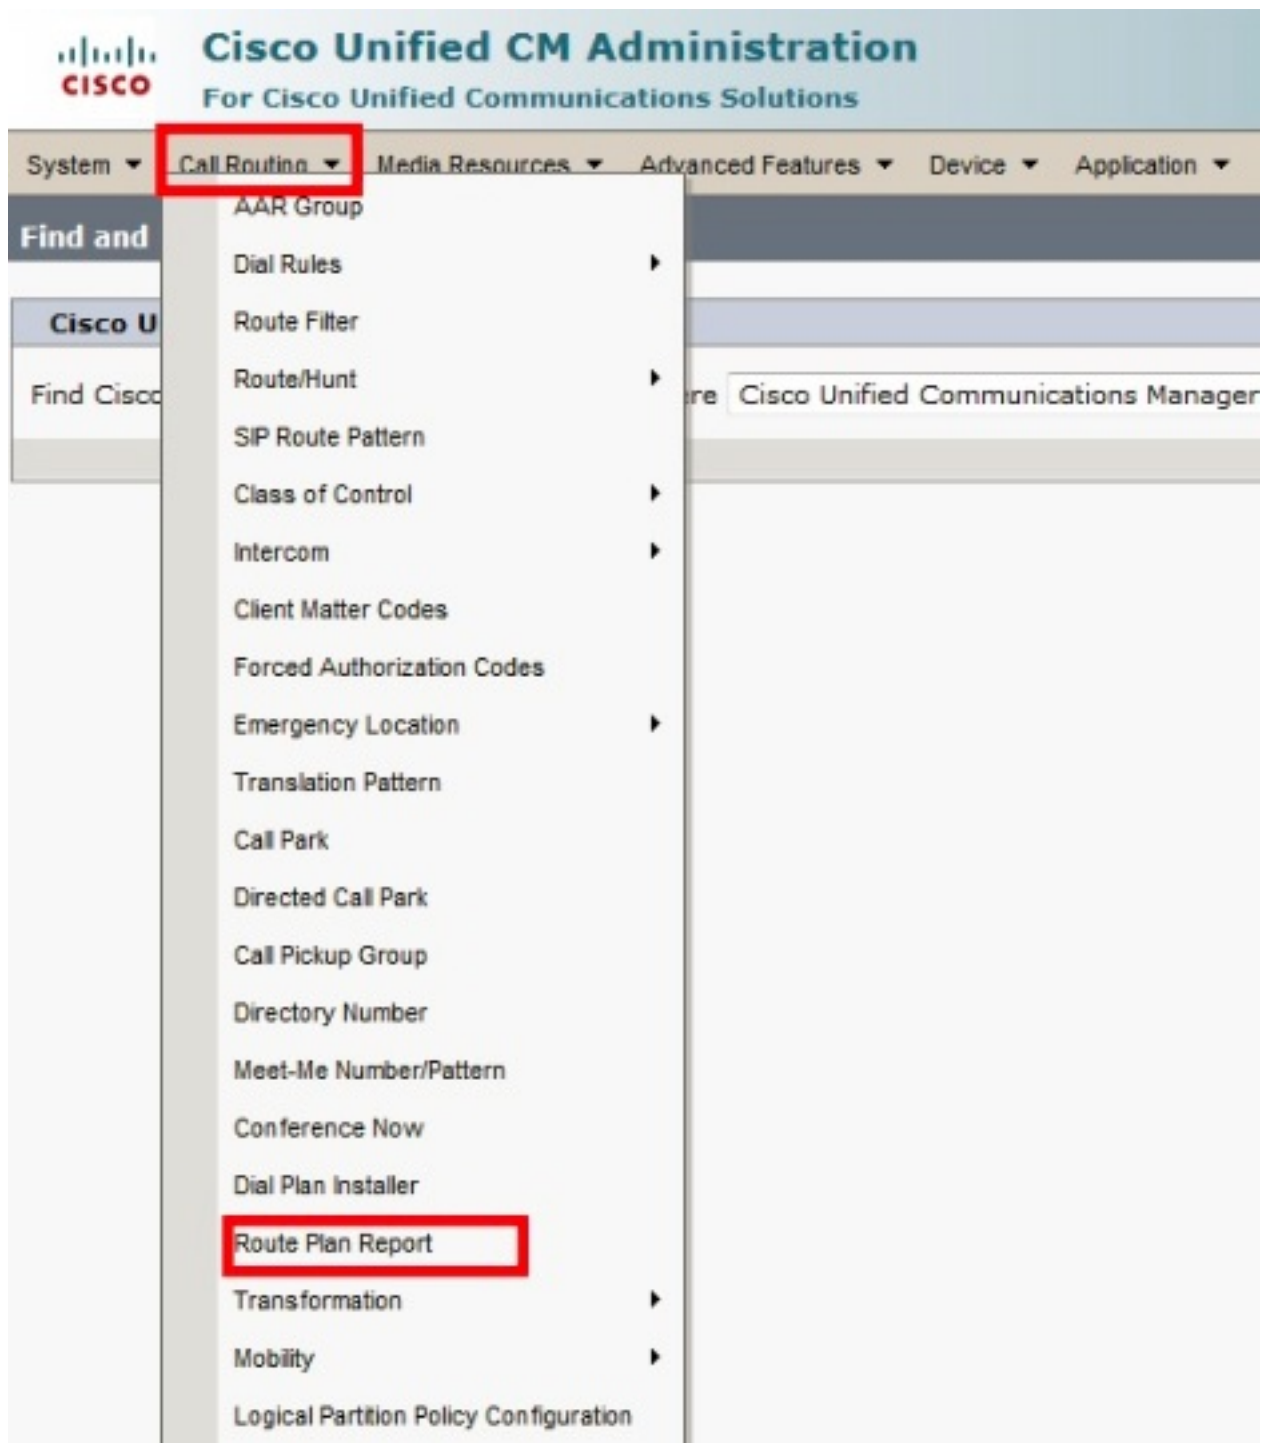 CISCO
Cisco Unified CM Administration
For Cisco Unified Communications Solutions
System Call Routing Media Resources Advanced Features Device Application
Find and
Cisco U
Find Cisco
ere Cisco Unified Communications Manager
AAR Group
Dial Rules
Route Filter
Route/Hunt
SIP Route Pattern
Class of Control
Intercom
Client Matter Codes
Forced Authorization Codes
Emergency Location
Translation Pattern
Call Park
Directed Call Park
Call Pickup Group
Directory Number
Meet-Me Number/Pattern
Conference Now
Dial Plan Installer
Route Plan Report
Transformation
Mobility
Logical Partition Policy Configuration